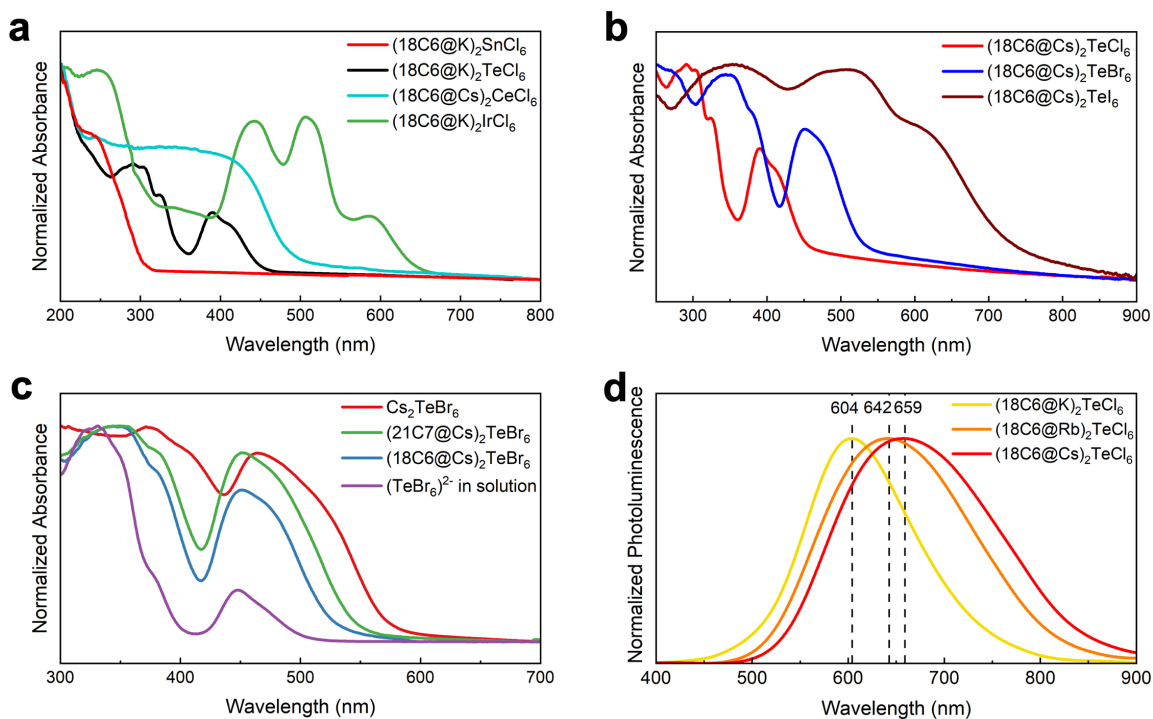 a
(18C6@K)₂SnCl₆
(18C6@K)₂TeCl₆
(18C6@Cs)₂CeCl₆
(18C6@K)₂IrCl₆
Normalized Absorbance
200 300 400 500 600 700 800
Wavelength (nm)
b
(18C6@Cs)₂TeCl₆
(18C6@Cs)₂TeBr₆
(18C6@Cs)₂TeI₆
Normalized Absorbance
300 400 500 600 700 800 900
Wavelength (nm)
c
Cs₂TeBr₆
(21C7@Cs)₂TeBr₆
(18C6@Cs)₂TeBr₆
(TeBr₆)²⁻ in solution
Normalized Absorbance
300 400 500 600 700
Wavelength (nm)
d
604 642 659
(18C6@K)₂TeCl₆
(18C6@Rb)₂TeCl₆
(18C6@Cs)₂TeCl₆
Normalized Photoluminescence
400 500 600 700 800 900
Wavelength (nm)